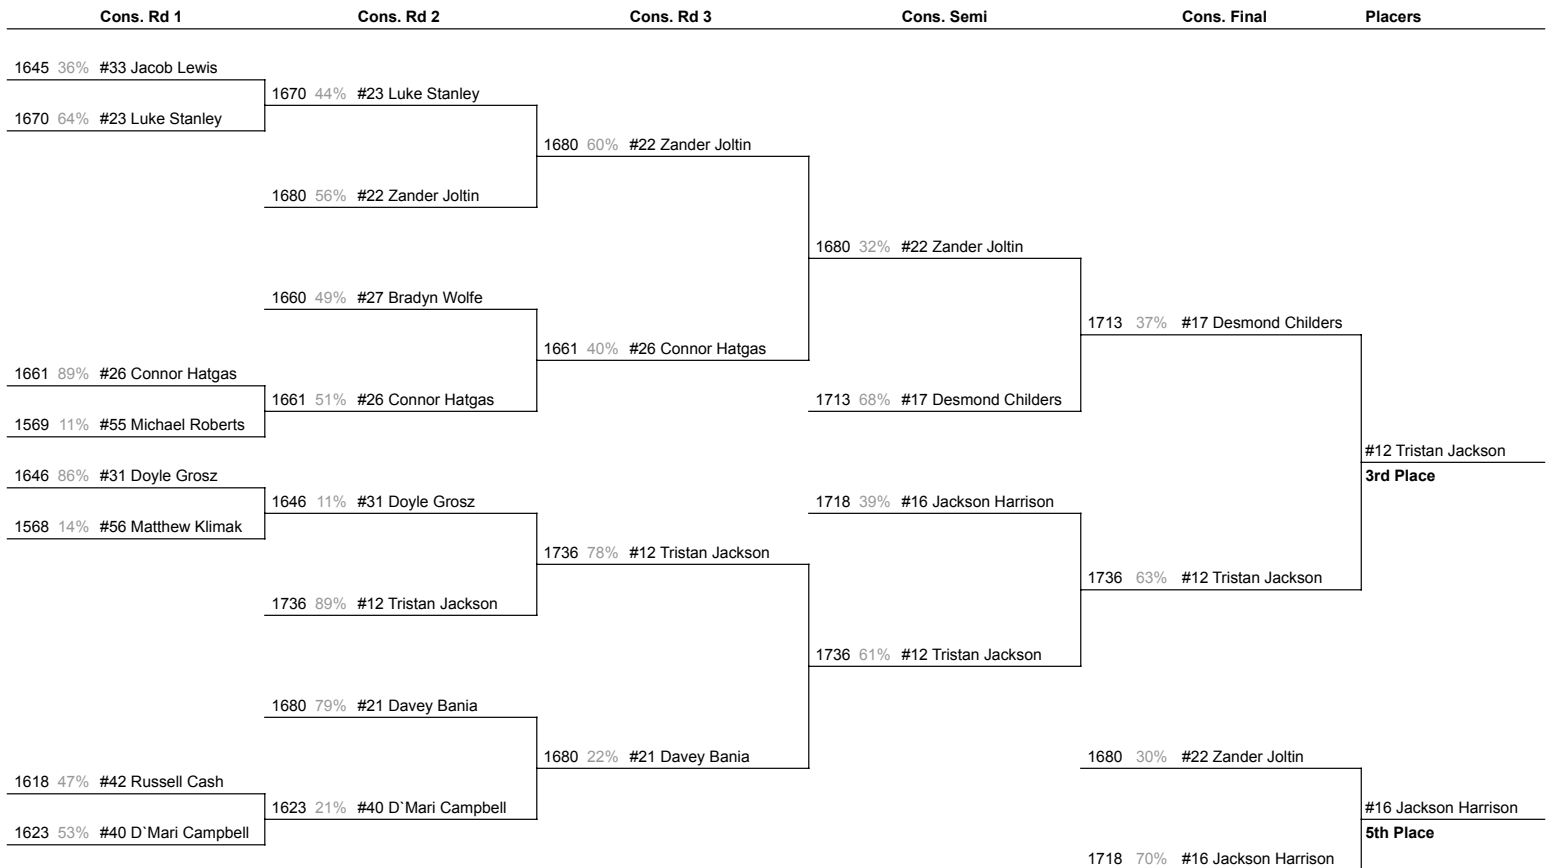 Cons. Rd 1 Cons. Rd 2 Cons. Rd 3 Cons. Semi Cons. Final Placers
1645 36% #33 Jacob Lewis
1670 44% #23 Luke Stanley
1670 64% #23 Luke Stanley
1680 60% #22 Zander Joltin
1680 56% #22 Zander Joltin
1680 32% #22 Zander Joltin
1660 49% #27 Bradyn Wolfe
1713 37% #17 Desmond Childers
1661 40% #26 Connor Hatgas
1661 89% #26 Connor Hatgas
1661 51% #26 Connor Hatgas
1713 68% #17 Desmond Childers
1569 11% #55 Michael Roberts
#12 Tristan Jackson
1646 86% #31 Doyle Grosz
3rd Place
1646 11% #31 Doyle Grosz
1718 39% #16 Jackson Harrison
1568 14% #56 Matthew Klimak
1736 78% #12 Tristan Jackson
1736 63% #12 Tristan Jackson
1736 89% #12 Tristan Jackson
1736 61% #12 Tristan Jackson
1680 79% #21 Davey Bania
1680 22% #21 Davey Bania
1680 30% #22 Zander Joltin
1618 47% #42 Russell Cash
1623 21% #40 D`Mari Campbell
#16 Jackson Harrison
1623 53% #40 D`Mari Campbell
5th Place
1718 70% #16 Jackson Harrison